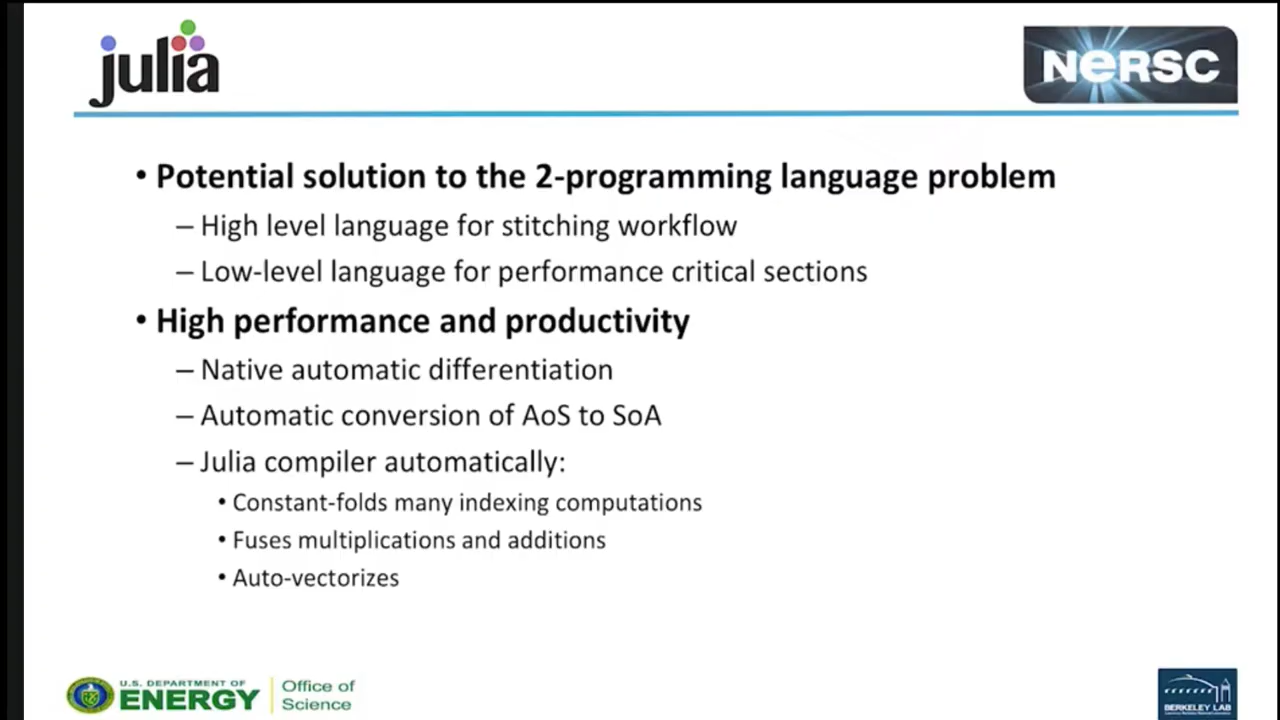 julia
NERSC
• Potential solution to the 2-programming language problem
– High level language for stitching workflow
– Low-level language for performance critical sections
• High performance and productivity
– Native automatic differentiation
– Automatic conversion of AoS to SoA
– Julia compiler automatically:
• Constant-folds many indexing computations
• Fuses multiplications and additions
• Auto-vectorizes
U.S. DEPARTMENT OF
ENERGY
Office of
Science
BERKELEY LAB